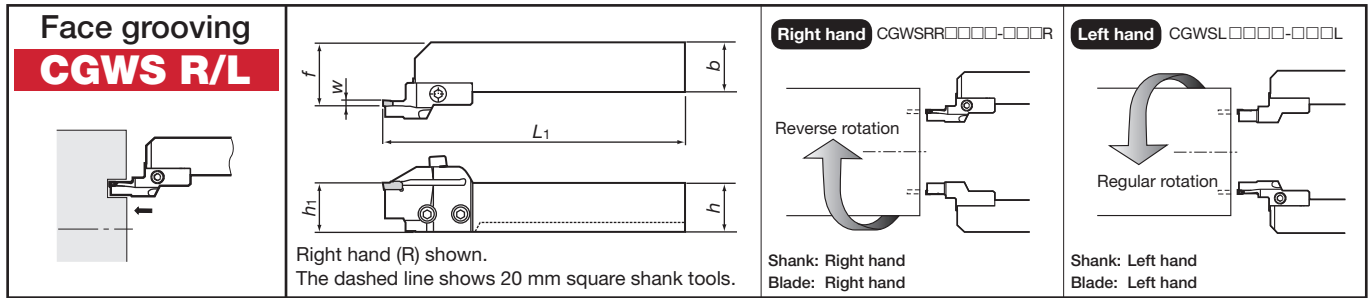 Face grooving
CGWS R/L
f
w
b
L1
h1
h
Right hand (R) shown.
The dashed line shows 20 mm square shank tools.
Right hand CGWSRR□□□□-□□□R
Reverse rotation
Shank: Right hand
Blade: Right hand
Left hand CGWSL□□□□-□□□L
Regular rotation
Shank: Left hand
Blade: Left hand